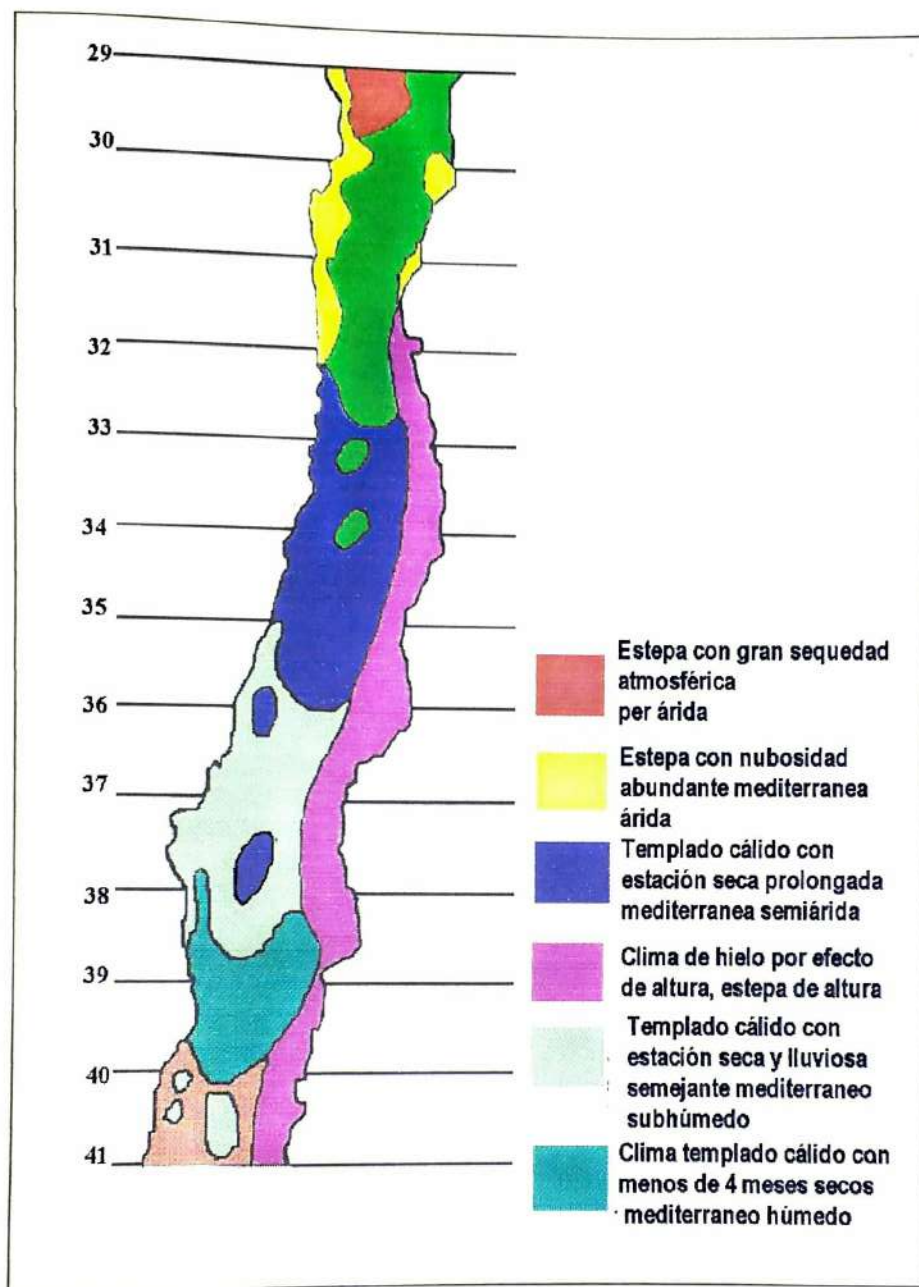 29
30
31
32
33
34
35
36
37
38
39
40
41
Estepa con gran sequedad
atmosférica
per árida
Estepa con nubosidad
abundante mediterranea
árida
Templado cálido con
estación seca prolongada
mediterranea semiárida
Clima de hielo por efecto
de altura, estepa de altura
Templado cálido con
estación seca y lluviosa
semejante mediterraneo
subhúmedo
Clima templado cálido con
menos de 4 meses secos
mediterraneo húmedo